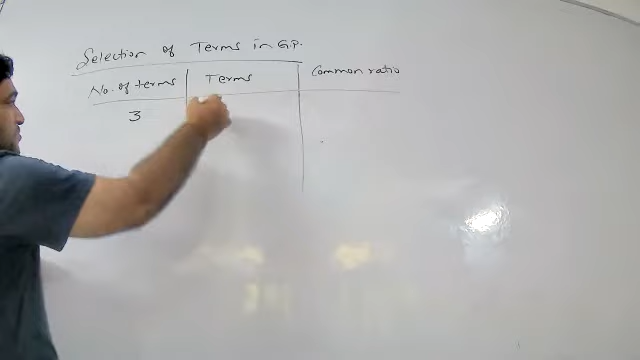 Selection of Terms in G.P.
No. of terms | Terms | Common ratio
3